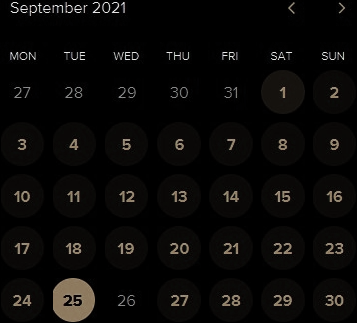 September 2021
MON TUE WED THU FRI SAT SUN
27 28 29 30 31 1 2
3 4 5 6 7 8 9
10 11 12 13 14 15 16
17 18 19 20 21 22 23
24 25 26 27 28 29 30